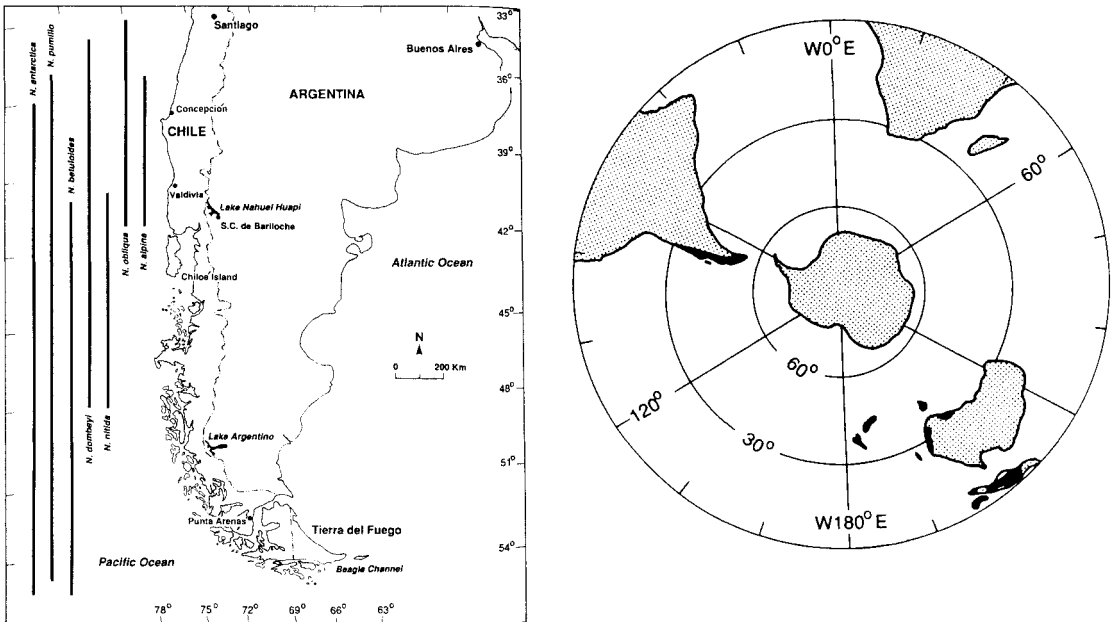 N. antarctica
N. pumilio
N. betuloides
N. dombeyi
N. nitida
N. obliqua
N. alpina
Santiago
Buenos Aires
33°
36°
39°
42°
45°
48°
51°
54°
ARGENTINA
Concepción
CHILE
Valdivia
Lake Nahuel Huapi
S.C. de Bariloche
Chiloe Island
Atlantic Ocean
N
0 200 Km
Lake Argentino
Punta Arenas
Tierra del Fuego
Pacific Ocean
Beagle Channel
78° 75° 72° 69° 66° 63°
W0°E
60°
60°
120°
30°
W180°E